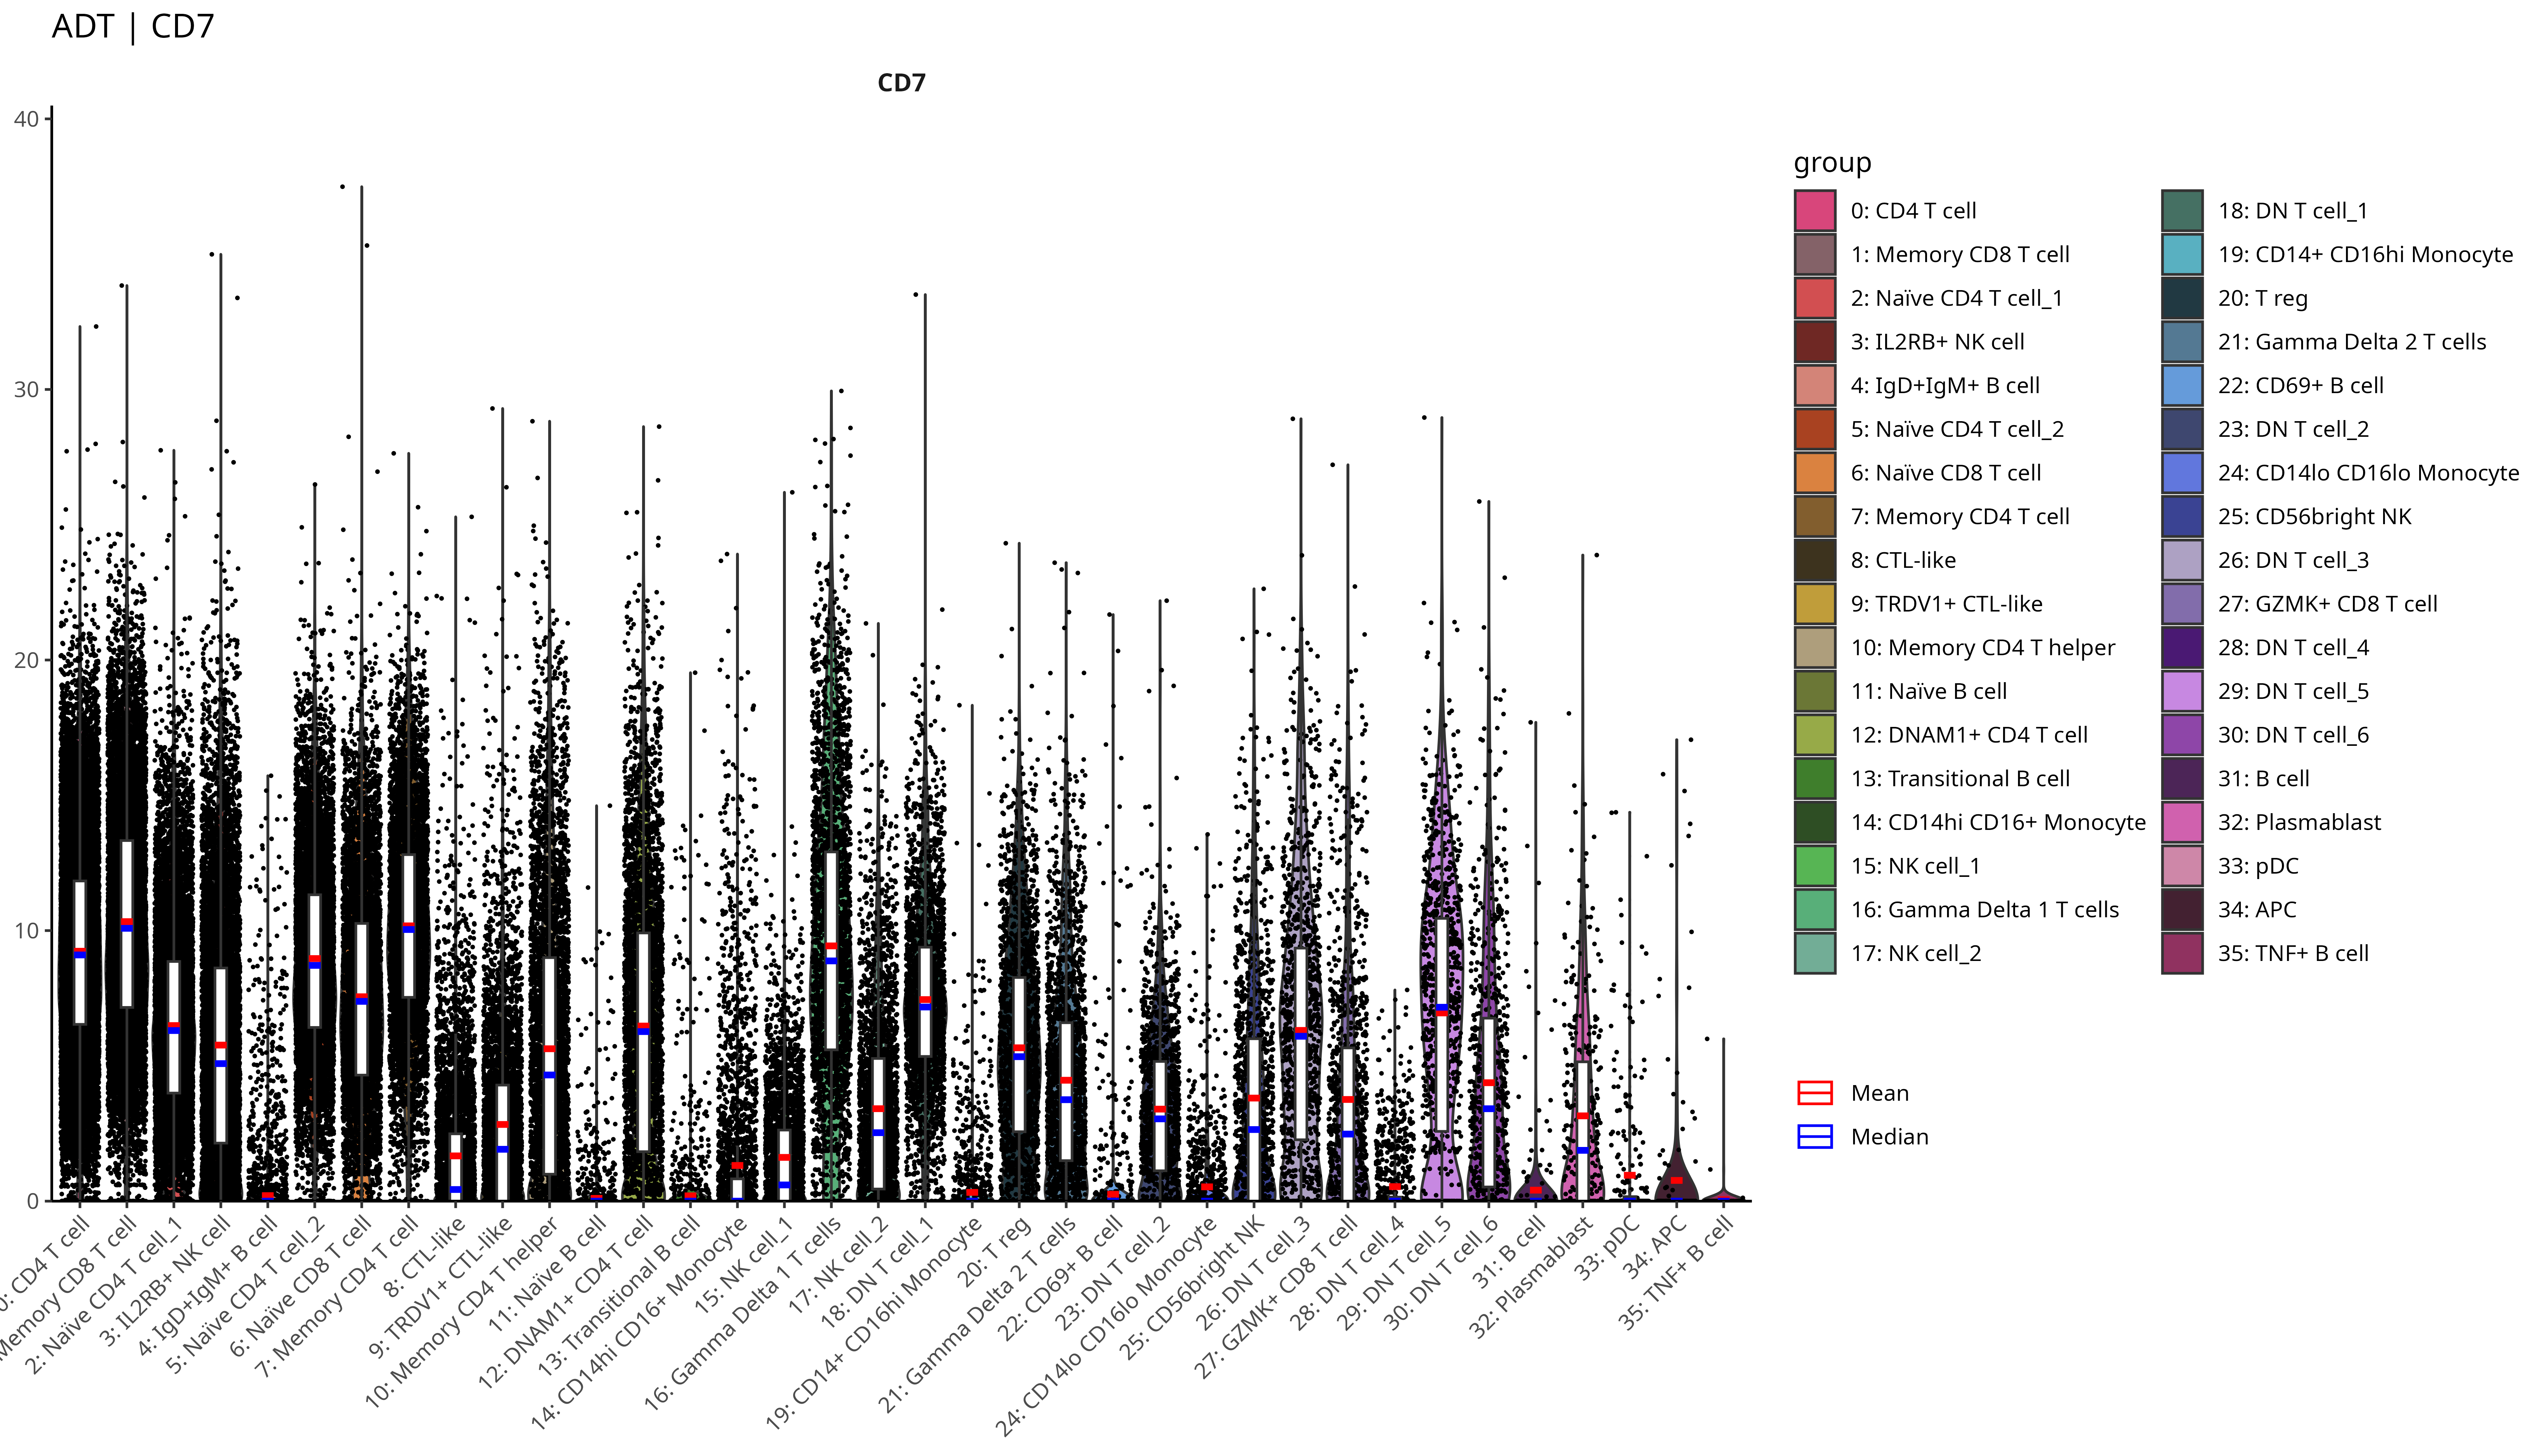 ADT | CD7
CD7
40
30
20
10
0
0: CD4 T cell
Memory CD8 T cell
2: Naïve CD4 T cell_1
3: IL2RB+ NK cell
4: IgD+IgM+ B cell
5: Naïve CD4 T cell_2
6: Naïve CD8 T cell
7: Memory CD4 T cell
8: CTL-like
9: TRDV1+ CTL-like
10: Memory CD4 T helper
11: Naïve B cell
12: DNAM1+ CD4 T cell
13: Transitional B cell
14: CD14hi CD16+ Monocyte
15: NK cell_1
16: Gamma Delta 1 T cells
17: NK cell_2
18: DN T cell_1
19: CD14+ CD16hi Monocyte
20: T reg
21: Gamma Delta 2 T cells
22: CD69+ B cell
23: DN T cell_2
24: CD14lo CD16lo Monocyte
25: CD56bright NK
26: DN T cell_3
27: GZMK+ CD8 T cell
28: DN T cell_4
29: DN T cell_5
30: DN T cell_6
31: B cell
32: Plasmablast
33: pDC
34: APC
35: TNF+ B cell
group
0: CD4 T cell
1: Memory CD8 T cell
2: Naïve CD4 T cell_1
3: IL2RB+ NK cell
4: IgD+IgM+ B cell
5: Naïve CD4 T cell_2
6: Naïve CD8 T cell
7: Memory CD4 T cell
8: CTL-like
9: TRDV1+ CTL-like
10: Memory CD4 T helper
11: Naïve B cell
12: DNAM1+ CD4 T cell
13: Transitional B cell
14: CD14hi CD16+ Monocyte
15: NK cell_1
16: Gamma Delta 1 T cells
17: NK cell_2
18: DN T cell_1
19: CD14+ CD16hi Monocyte
20: T reg
21: Gamma Delta 2 T cells
22: CD69+ B cell
23: DN T cell_2
24: CD14lo CD16lo Monocyte
25: CD56bright NK
26: DN T cell_3
27: GZMK+ CD8 T cell
28: DN T cell_4
29: DN T cell_5
30: DN T cell_6
31: B cell
32: Plasmablast
33: pDC
34: APC
35: TNF+ B cell
Mean
Median